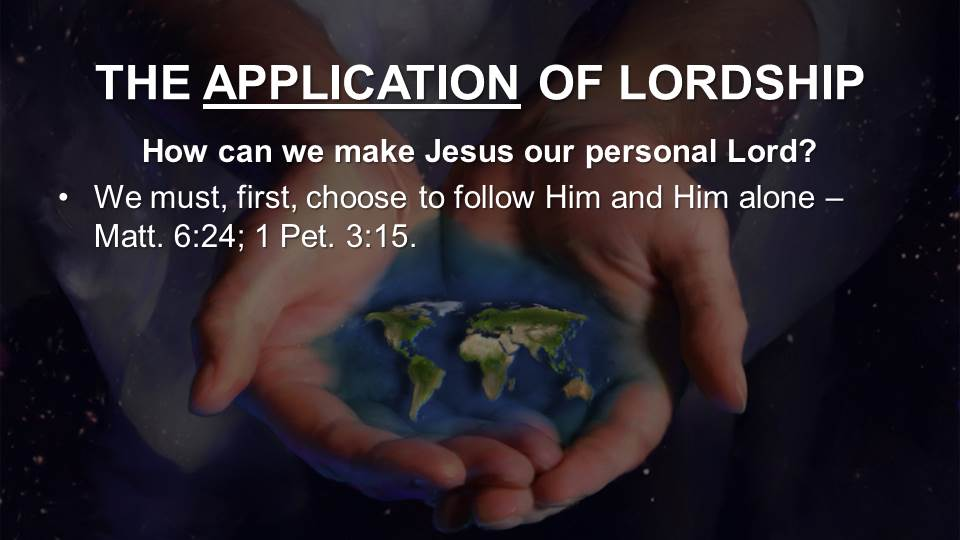 THE APPLICATION OF LORDSHIP
How can we make Jesus our personal Lord?
• We must, first, choose to follow Him and Him alone –
Matt. 6:24; 1 Pet. 3:15.